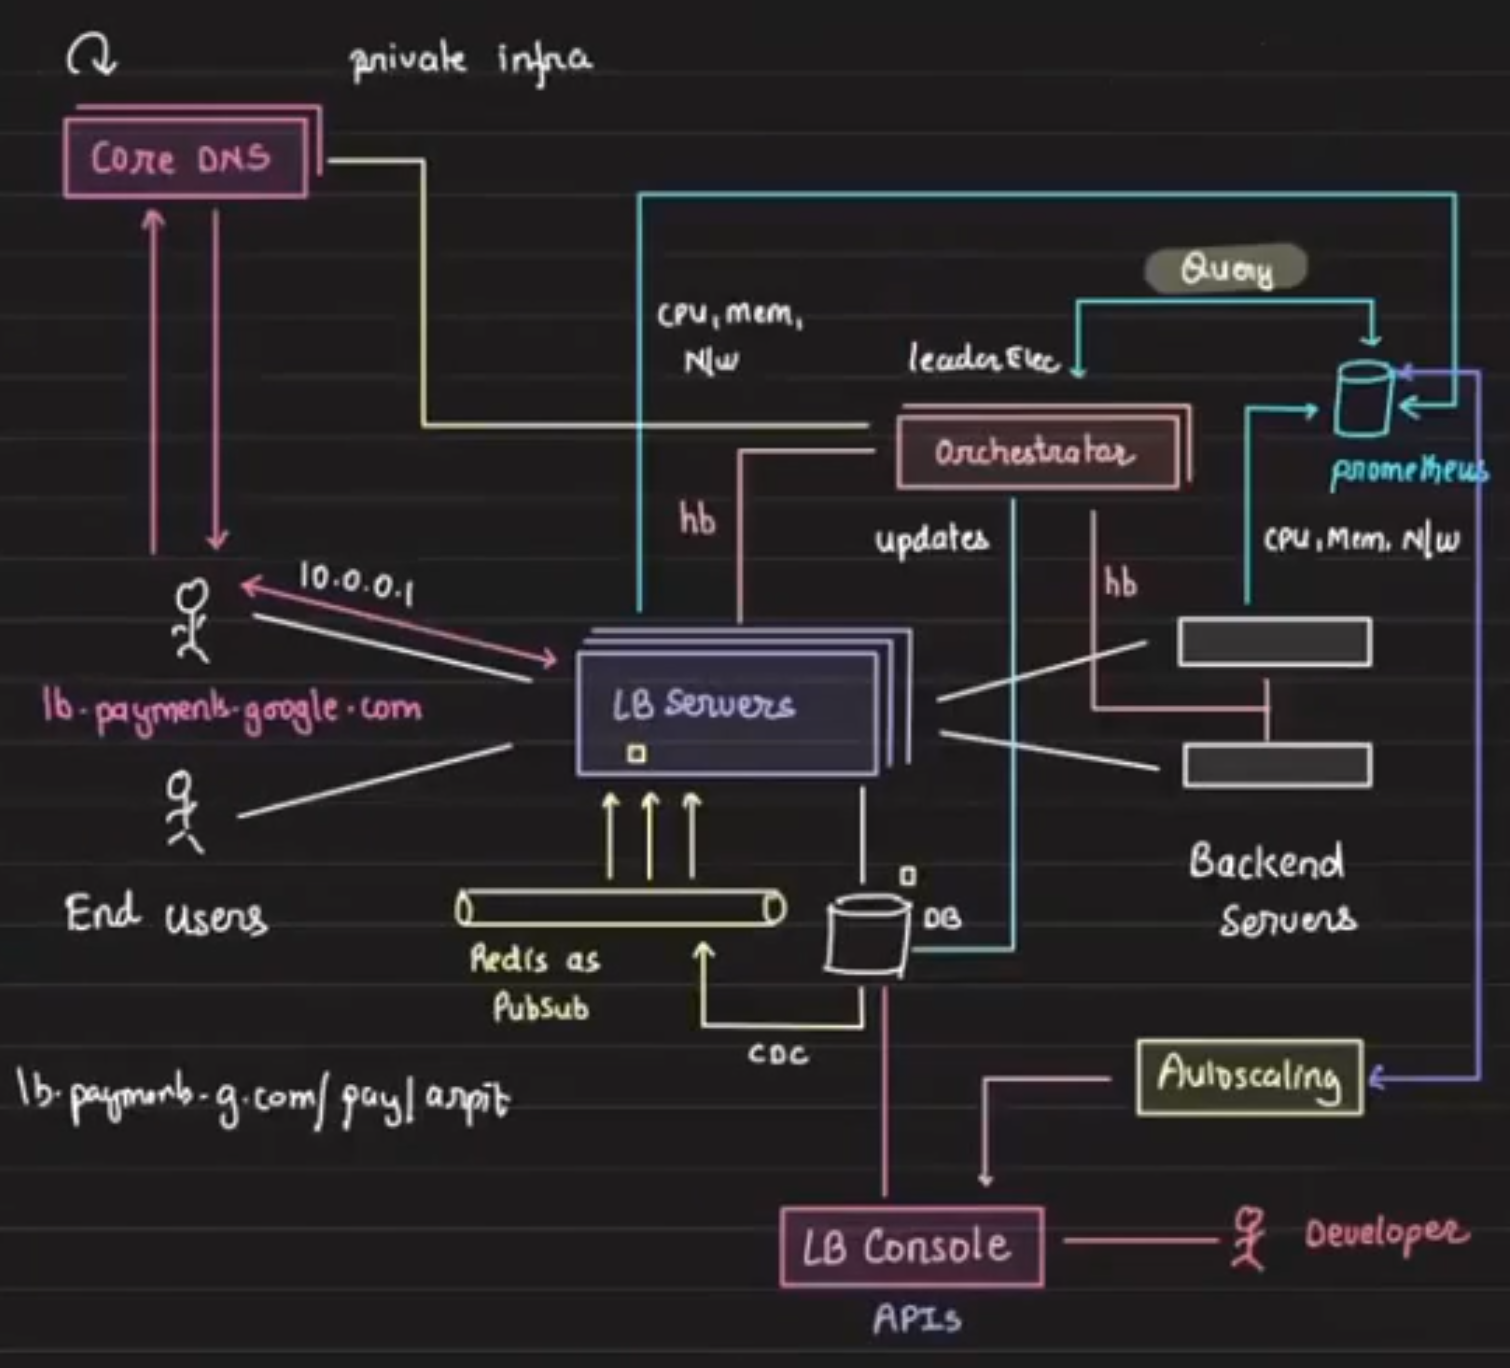 private infra
Core DNS
Query
CPU, mem,
N/w
leader Elec
Orchestrator
prometheus
hb
updates
CPU, Mem, N/w
hb
10.0.0.1
LB Servers
lb.payments.google.com
End Users
Backend
Servers
DB
Redis as
PubSub
CDC
lb.payments-g.com/pay/arpit
Autoscaling
LB Console
Developer
APIs